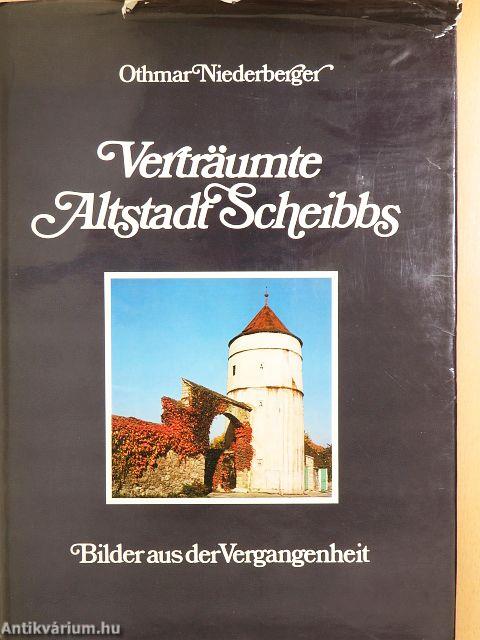 Othmar Niederberger
Verträumte
Altstadt Scheibbs
Bilder aus der Vergangenheit
Antikvárium.hu